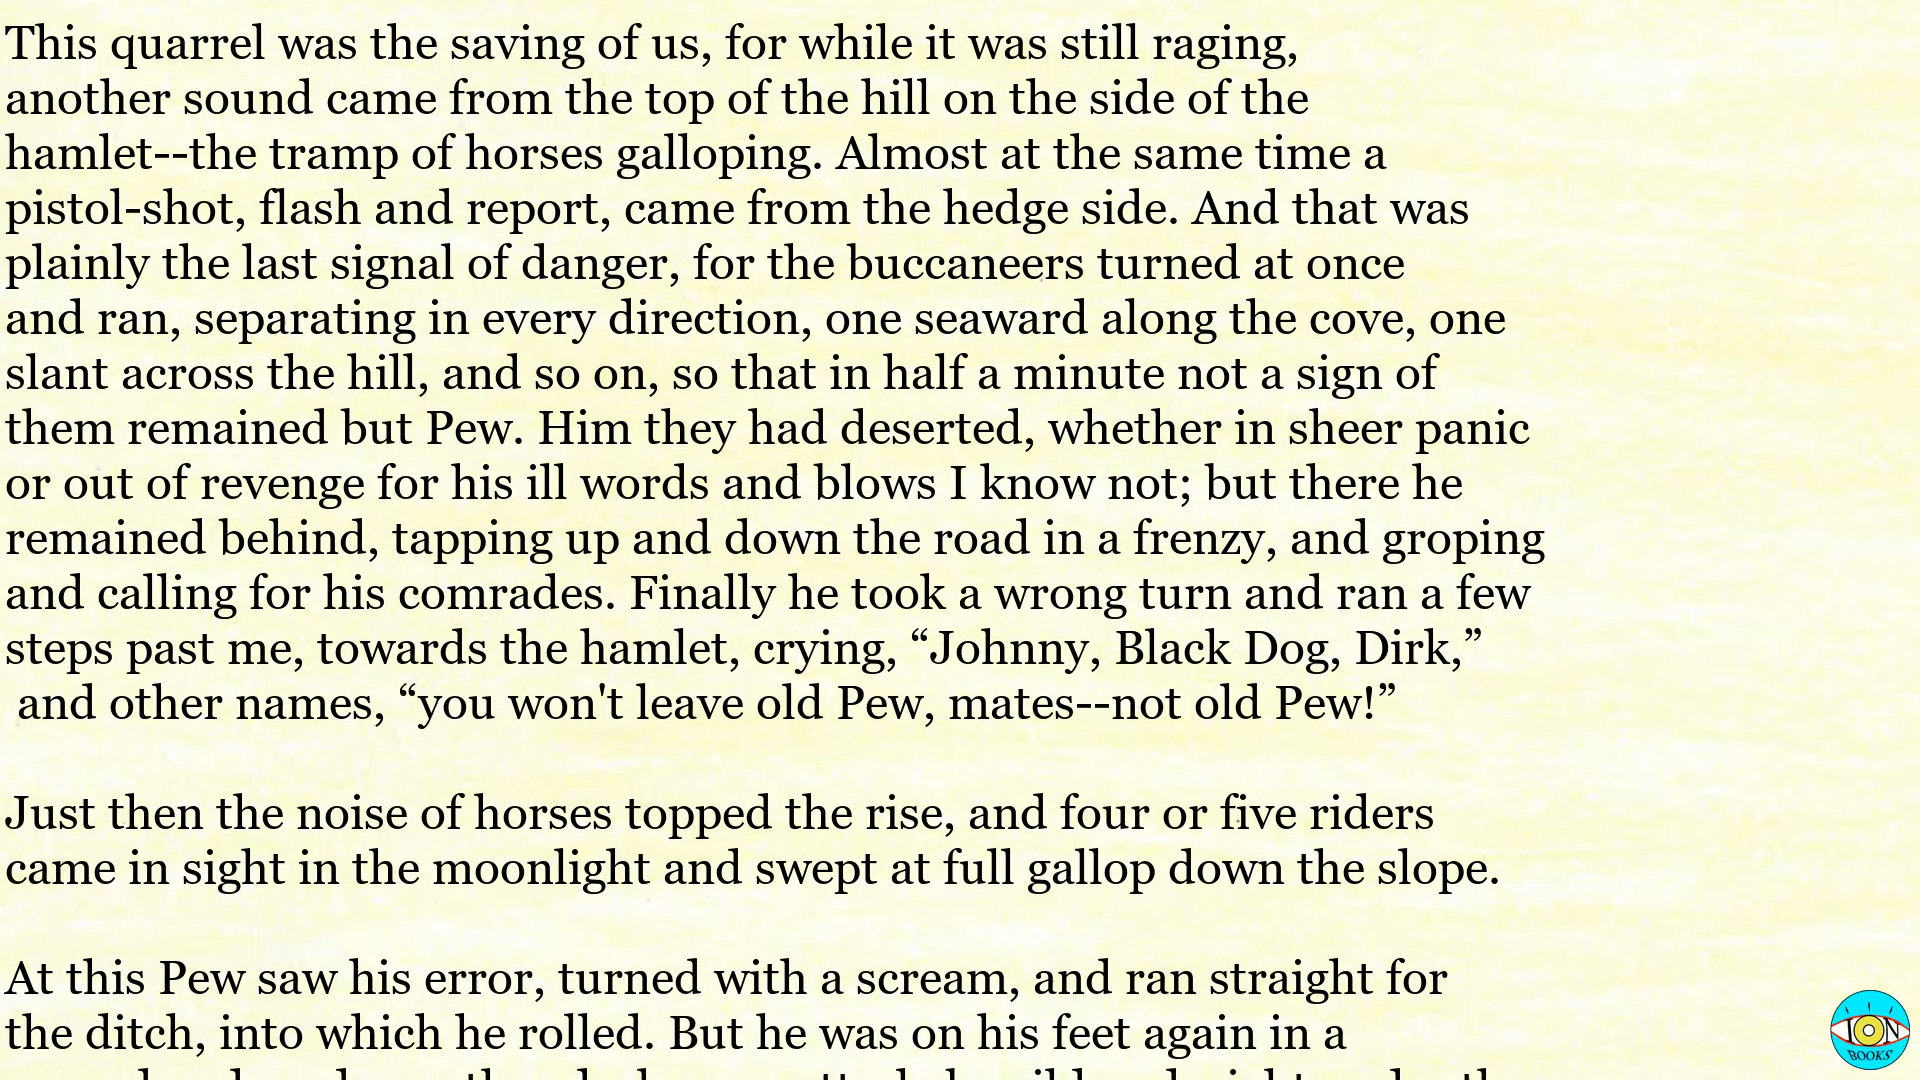 This quarrel was the saving of us, for while it was still raging,
another sound came from the top of the hill on the side of the
hamlet--the tramp of horses galloping. Almost at the same time a
pistol-shot, flash and report, came from the hedge side. And that was
plainly the last signal of danger, for the buccaneers turned at once
and ran, separating in every direction, one seaward along the cove, one
slant across the hill, and so on, so that in half a minute not a sign of
them remained but Pew. Him they had deserted, whether in sheer panic
or out of revenge for his ill words and blows I know not; but there he
remained behind, tapping up and down the road in a frenzy, and groping
and calling for his comrades. Finally he took a wrong turn and ran a few
steps past me, towards the hamlet, crying, “Johnny, Black Dog, Dirk,”
and other names, “you won't leave old Pew, mates--not old Pew!”
Just then the noise of horses topped the rise, and four or five riders
came in sight in the moonlight and swept at full gallop down the slope.
At this Pew saw his error, turned with a scream, and ran straight for
the ditch, into which he rolled. But he was on his feet again in a
ION
BOOKS